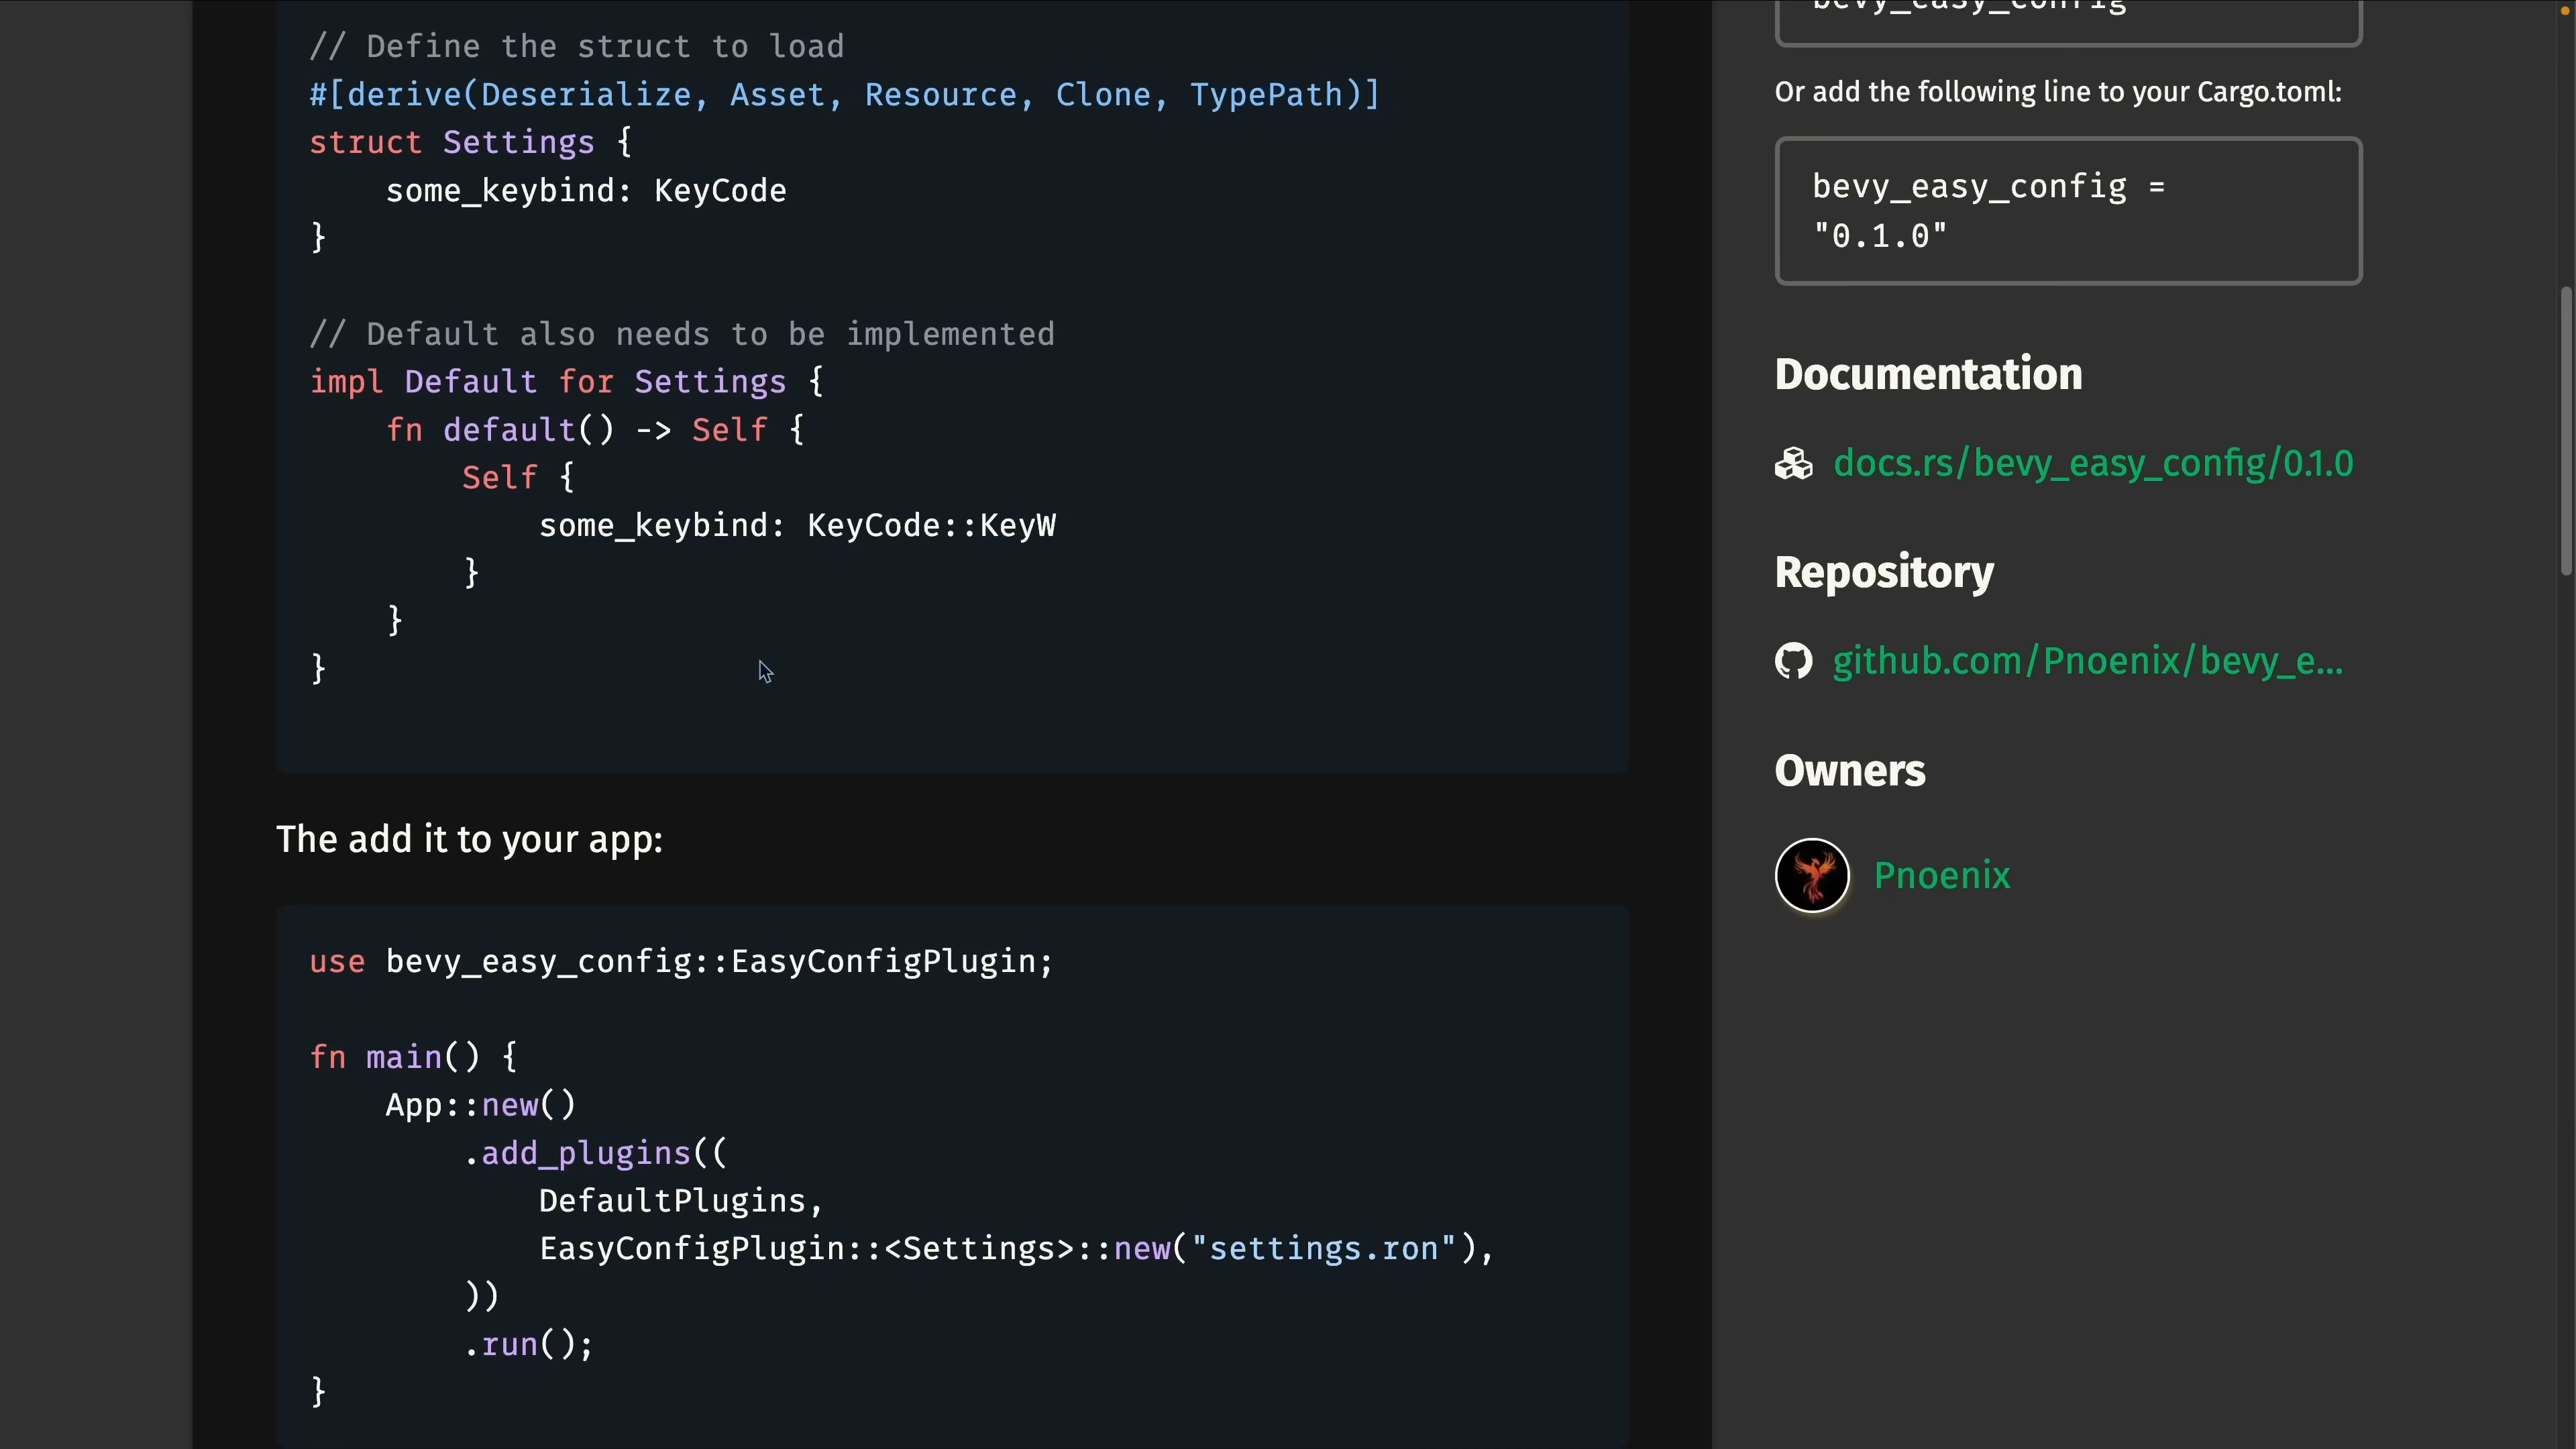 // Define the struct to load
#[derive(Deserialize, Asset, Resource, Clone, TypePath)]
struct Settings {
    some_keybind: KeyCode
}
// Default also needs to be implemented
impl Default for Settings {
    fn default() -> Self {
        Self {
            some_keybind: KeyCode::KeyW
        }
    }
}
The add it to your app:
use bevy_easy_config::EasyConfigPlugin;
fn main() {
    App::new()
        .add_plugins((
            DefaultPlugins,
            EasyConfigPlugin::<Settings>::new("settings.ron"),
        ))
        .run();
}
bevy_easy_config
Or add the following line to your Cargo.toml:
bevy_easy_config =
"0.1.0"
Documentation
docs.rs/bevy_easy_config/0.1.0
Repository
github.com/Pnoenix/bevy_e...
Owners
Pnoenix